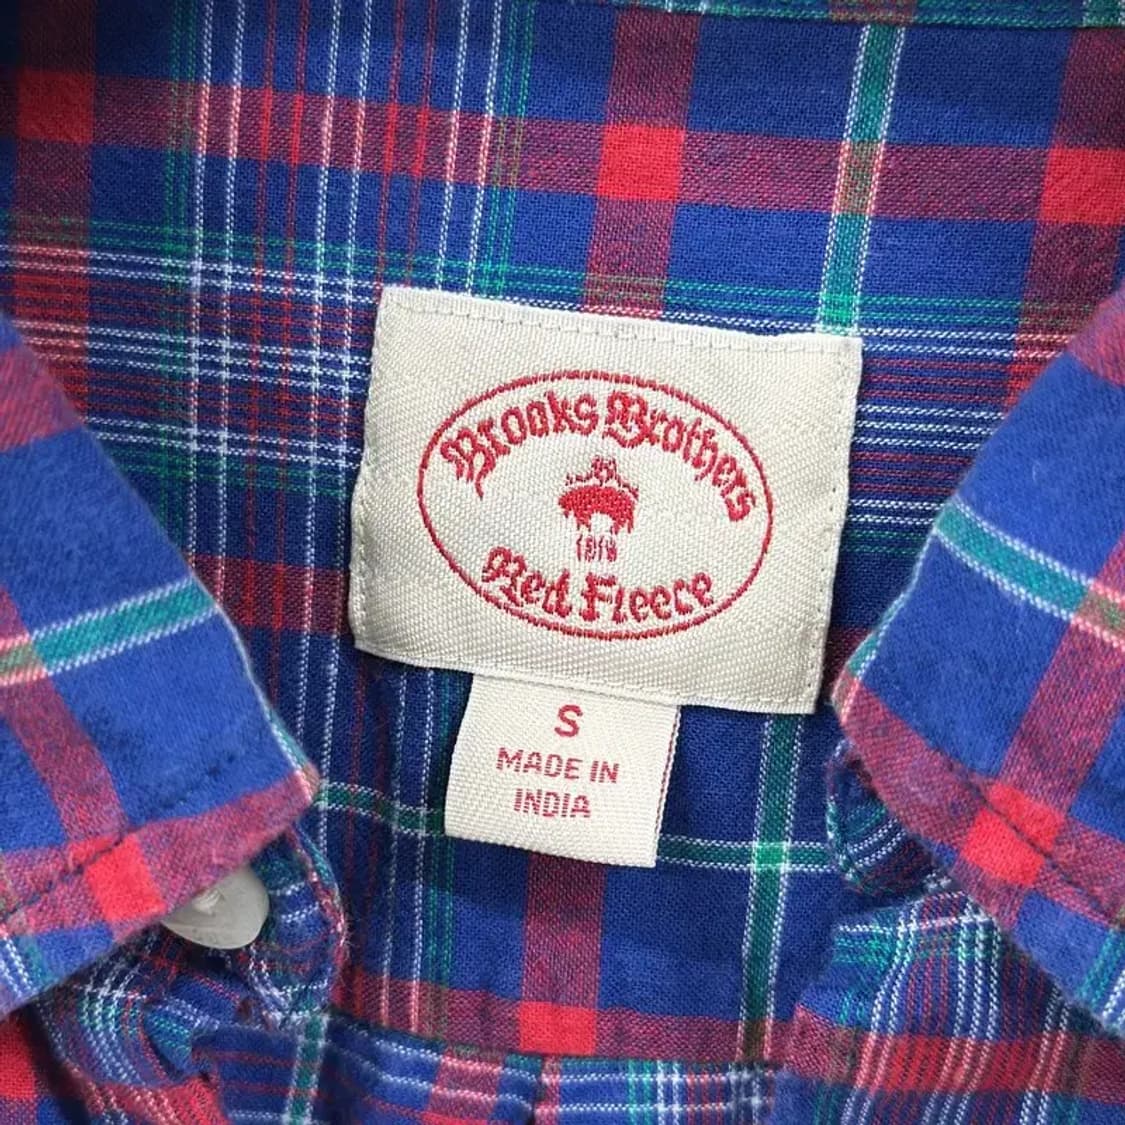 Brooks Brothers
1818
Red Fleece
S
MADE IN
INDIA